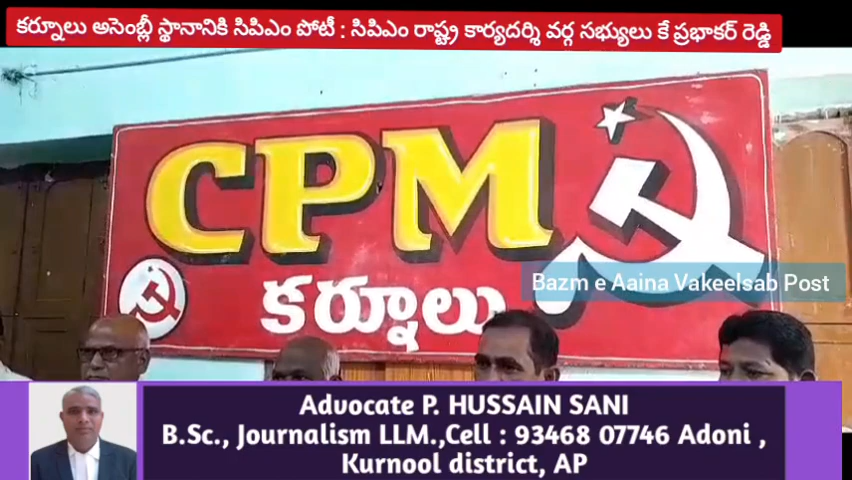 కర్నూలు అసెంబ్లీ స్థానానికి సిపిఎం పోటీ : సిపిఎం రాష్ట్ర కార్యదర్శి వర్గ సభ్యులు కే ప్రభాకర్ రెడ్డి
CPM
కర్నూలు
Bazm e Aaina Vakeelsab Post
Advocate P. HUSSAIN SANI
B.Sc., Journalism LLM.,Cell : 93468 07746 Adoni ,
Kurnool district, AP